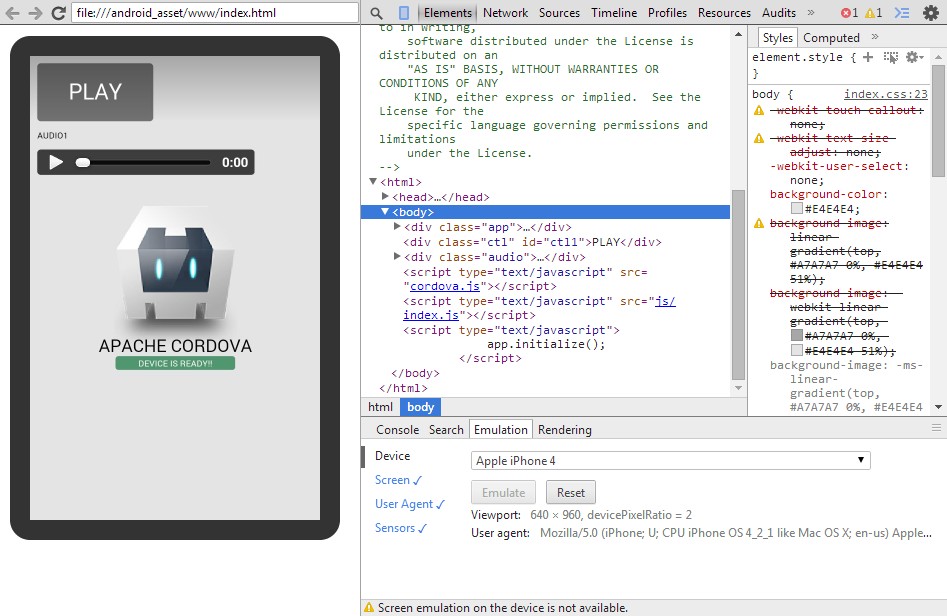 file:///android_asset/www/index.html
Elements Network Sources Timeline Profiles Resources Audits » 1 1
PLAY
AUDIO1
0:00
APACHE CORDOVA
DEVICE IS READY!!
to in writing,
software distributed under the License is
distributed on an
"AS IS" BASIS, WITHOUT WARRANTIES OR
CONDITIONS OF ANY
KIND, either express or implied.  See the
License for the
specific language governing permissions and
limitations
under the License.
-->
<html>
<head>…</head>
<body>
<div class="app">…</div>
<div class="ctl" id="ctl1">PLAY</div>
<div class="audio">…</div>
<script type="text/javascript" src=
"cordova.js"></script>
<script type="text/javascript" src="js/
index.js"></script>
<script type="text/javascript">
app.initialize();
</script>
</body>
</html>
html body
Styles Computed »
element.style {
}
body { index.css:23
-webkit-touch-callout:
none;
-webkit-text-size-
adjust: none;
-webkit-user-select:
none;
background-color:
#E4E4E4;
background-image:
linear-
gradient(top,
#A7A7A7 0%, #E4E4E4
51%);
background-image: -
webkit-linear-
gradient(top,
#A7A7A7 0%,
#E4E4E4 51%);
background-image: -ms-
linear-
gradient(top,
#A7A7A7 0%, #E4E4E4
Console Search Emulation Rendering
Device
Screen ✓
User Agent ✓
Sensors ✓
Apple iPhone 4
Emulate Reset
Viewport: 640 × 960, devicePixelRatio = 2
User agent: Mozilla/5.0 (iPhone; U; CPU iPhone OS 4_2_1 like Mac OS X; en-us) Apple...
Screen emulation on the device is not available.